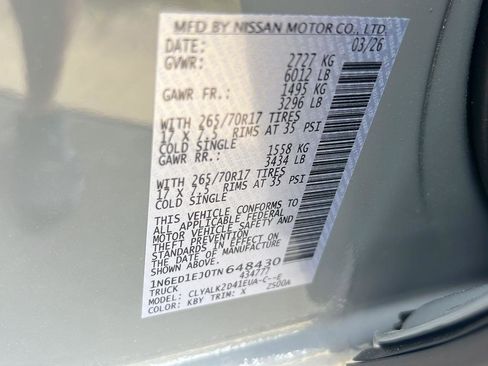 MFD BY NISSAN MOTOR CO., LTD.
DATE: 03/26
GVWR: 2727 KG
6012 LB
GAWR FR.: 1495 KG
3296 LB
WITH 265/70R17 TIRES
17 X 7.5 RIMS AT 35 PSI
COLD SINGLE
GAWR RR.: 1558 KG
3434 LB
WITH 265/70R17 TIRES
17 X 7.5 RIMS AT 35 PSI
COLD SINGLE
THIS VEHICLE CONFORMS TO
ALL APPLICABLE FEDERAL
MOTOR VEHICLE SAFETY AND
THEFT PREVENTION
STANDARDS IN EFFECT ON
THE DATE OF MANUFACTURE
SHOWN ABOVE.
1N6ED1EJ0TN648430
TRUCK 434777
MODEL: CLYALK2D41EUA-C--E
COLOR: KBY TRIM: X 2500A